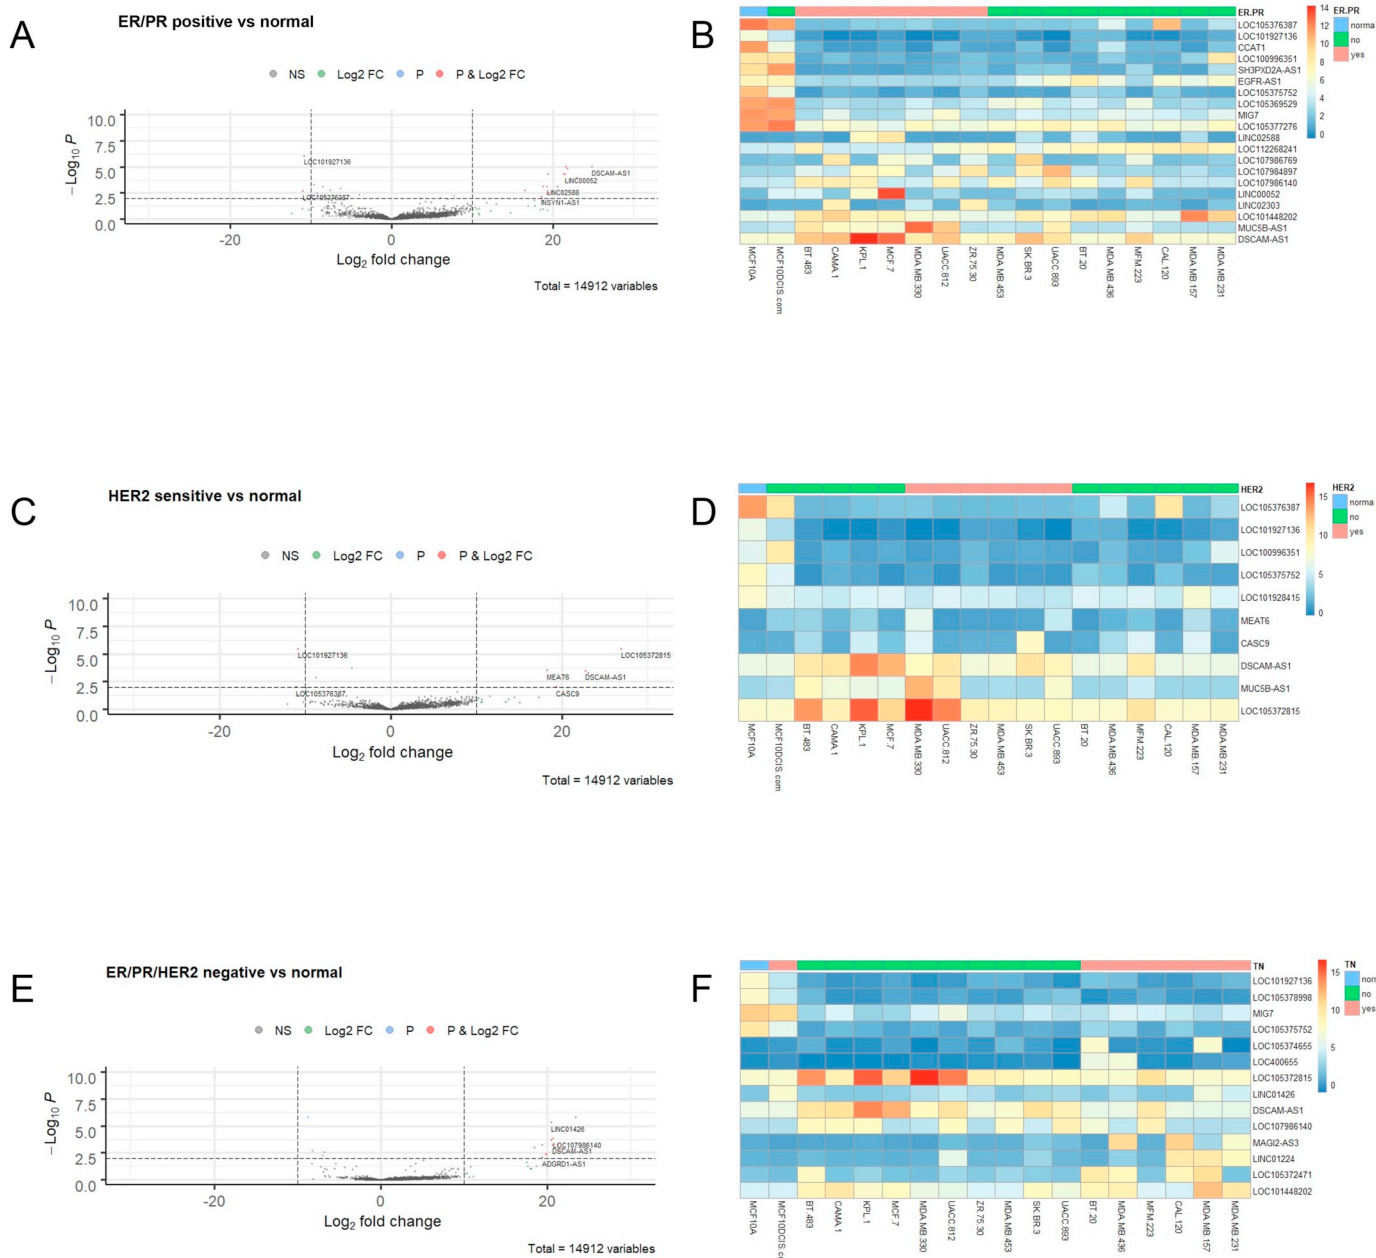 A
ER/PR positive vs normal
NS Log2 FC P P & Log2 FC
−Log10 P
10.0
7.5
5.0
2.5
0.0
LOC101927136
DSCAM-AS1
LINC00052
LINC02588
LOC105376387
INSYN1-AS1
-20 0 20
Log2 fold change
Total = 14912 variables
B
ER.PR
LOC105376387
LOC101927136
CCAT1
LOC100996351
SH3PXD2A-AS1
EGFR-AS1
LOC105375752
LOC105369529
MIG7
LOC105377276
LINC02588
LOC112268241
LOC107986769
LOC107984897
LOC107986140
LINC00052
LINC02303
LOC101448202
MUC5B-AS1
DSCAM-AS1
14
12
10
8
6
4
2
0
ER.PR
norma
no
yes
MCF10A MCF10DCIS.com BT.483 CAMA.1 KPL.1 MCF.7 MDA.MB.330 UACC.812 ZR.75.30 MDA.MB.453 SK.BR.3 UACC.893 BT.20 MDA.MB.436 MFM.223 CAL.120 MDA.MB.157 MDA.MB.231
C
HER2 sensitive vs normal
NS Log2 FC P P & Log2 FC
−Log10 P
10.0
7.5
5.0
2.5
0.0
LOC101927136
LOC105372815
MEAT6
DSCAM-AS1
LOC105376387
CASC9
-20 0 20
Log2 fold change
Total = 14912 variables
D
HER2
LOC105376387
LOC101927136
LOC100996351
LOC105375752
LOC101928415
MEAT6
CASC9
DSCAM-AS1
MUC5B-AS1
LOC105372815
15
10
5
0
HER2
norma
no
yes
MCF10A MCF10DCIS.com BT.483 CAMA.1 KPL.1 MCF.7 MDA.MB.330 UACC.812 ZR.75.30 MDA.MB.453 SK.BR.3 UACC.893 BT.20 MDA.MB.436 MFM.223 CAL.120 MDA.MB.157 MDA.MB.231
E
ER/PR/HER2 negative vs normal
NS Log2 FC P P & Log2 FC
−Log10 P
10.0
7.5
5.0
2.5
0.0
LINC01426
LOC107986140
DSCAM-AS1
ADGRD1-AS1
-20 0 20
Log2 fold change
Total = 14912 variables
F
TN
LOC101927136
LOC105378998
MIG7
LOC105375752
LOC105374655
LOC400655
LOC105372815
LINC01426
DSCAM-AS1
LOC107986140
MAGI2-AS3
LINC01224
LOC105372471
LOC101448202
15
10
5
0
TN
norr
no
yes
MCF10A MCF10DCIS.cc BT.483 CAMA.1 KPL.1 MCF.7 MDA.MB.330 UACC.812 ZR.75.30 MDA.MB.453 SK.BR.3 UACC.893 BT.20 MDA.MB.436 MFM.223 CAL.120 MDA.MB.157 MDA.MB.231